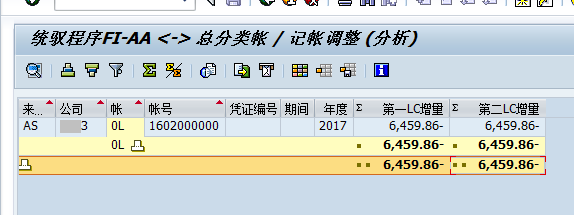 统驭程序FI-AA <-> 总分类帐 / 记帐调整 (分析)
来... 公司 帐 帐号 凭证编号 期间 年度 Σ 第一LC增量 Σ 第二LC增量
AS 3 0L 1602000000 2017 6,459.86- 6,459.86-
0L 6,459.86- 6,459.86-
6,459.86- 6,459.86-